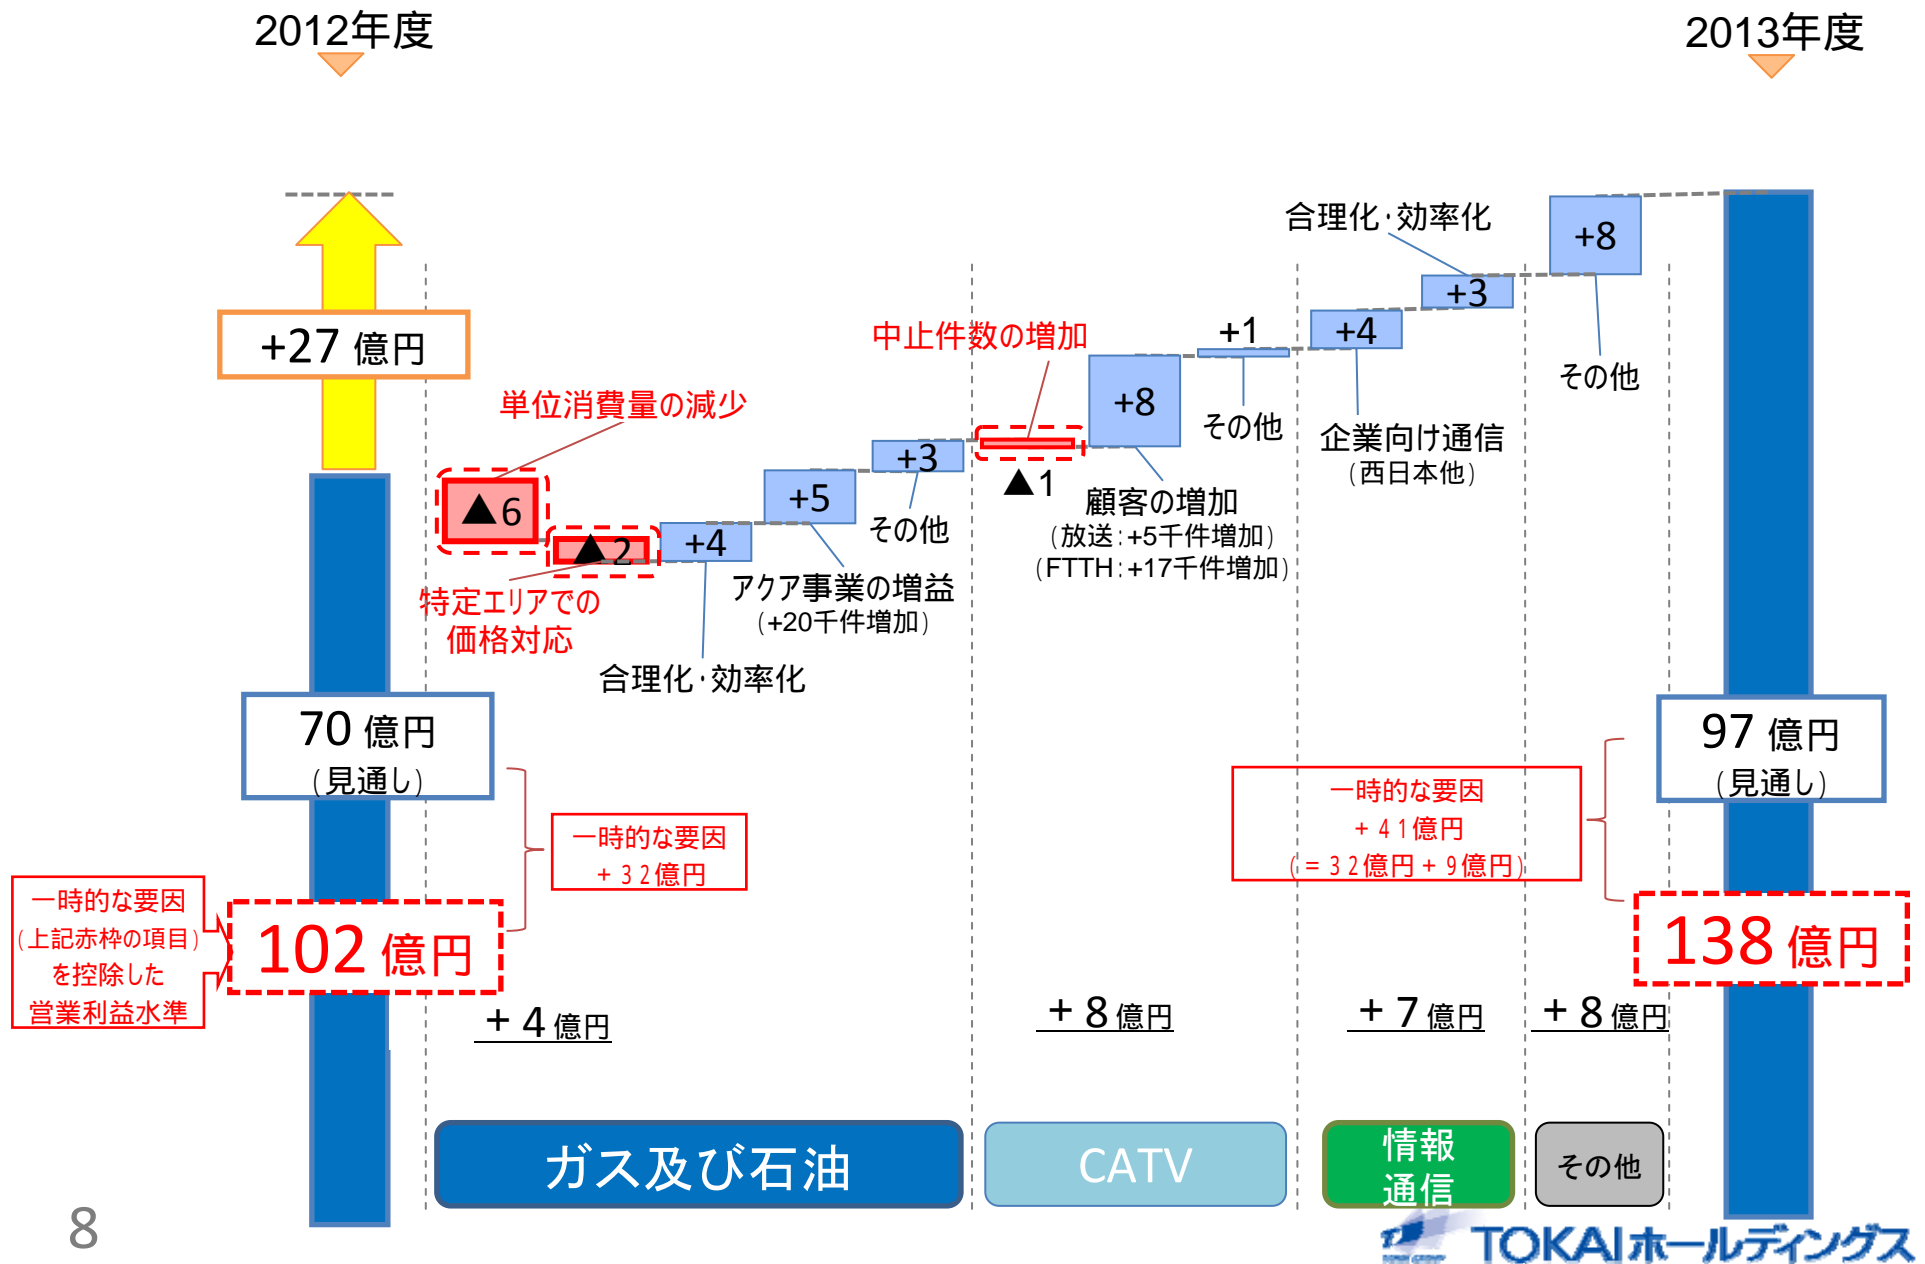 2012年度
2013年度
+27 億円
単位消費量の減少
▲6
▲2
特定エリアでの
価格対応
+4
合理化・効率化
+5
アクア事業の増益
(+20千件増加)
+3
その他
中止件数の増加
▲1
+8
顧客の増加
(放送：+5千件増加)
(FTTH：+17千件増加)
+1
その他
+4
企業向け通信
(西日本他)
合理化・効率化
+3
+8
その他
70 億円
(見通し)
97 億円
(見通し)
一時的な要因
+32億円
一時的な要因
+41億円
(=32億円+9億円)
一時的な要因
(上記赤枠の項目)
を控除した
営業利益水準
102 億円
138 億円
+4億円
+8億円
+7億円
+8億円
ガス及び石油
CATV
情報
通信
その他
8
TOKAIホールディングス